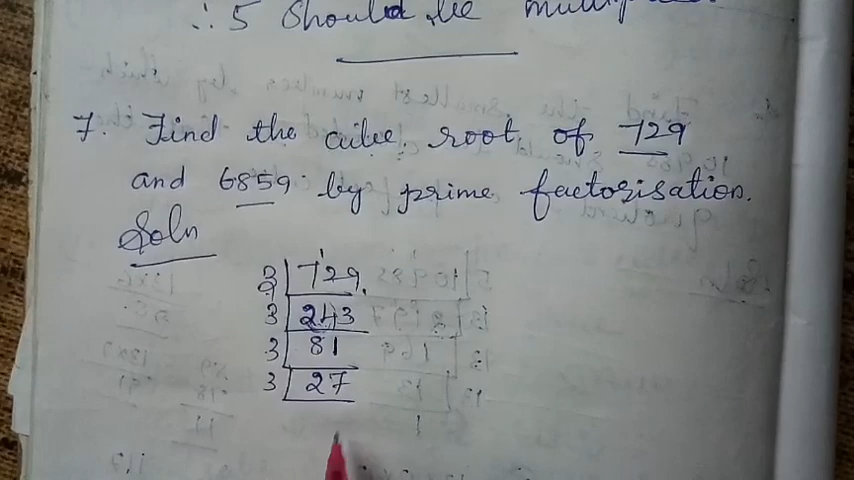 ∴ 5 Should be
7. Find the cube root of 729
and 6859 by prime factorisation.
Soln
3 | 729
3 | 243
3 | 81
3 | 27